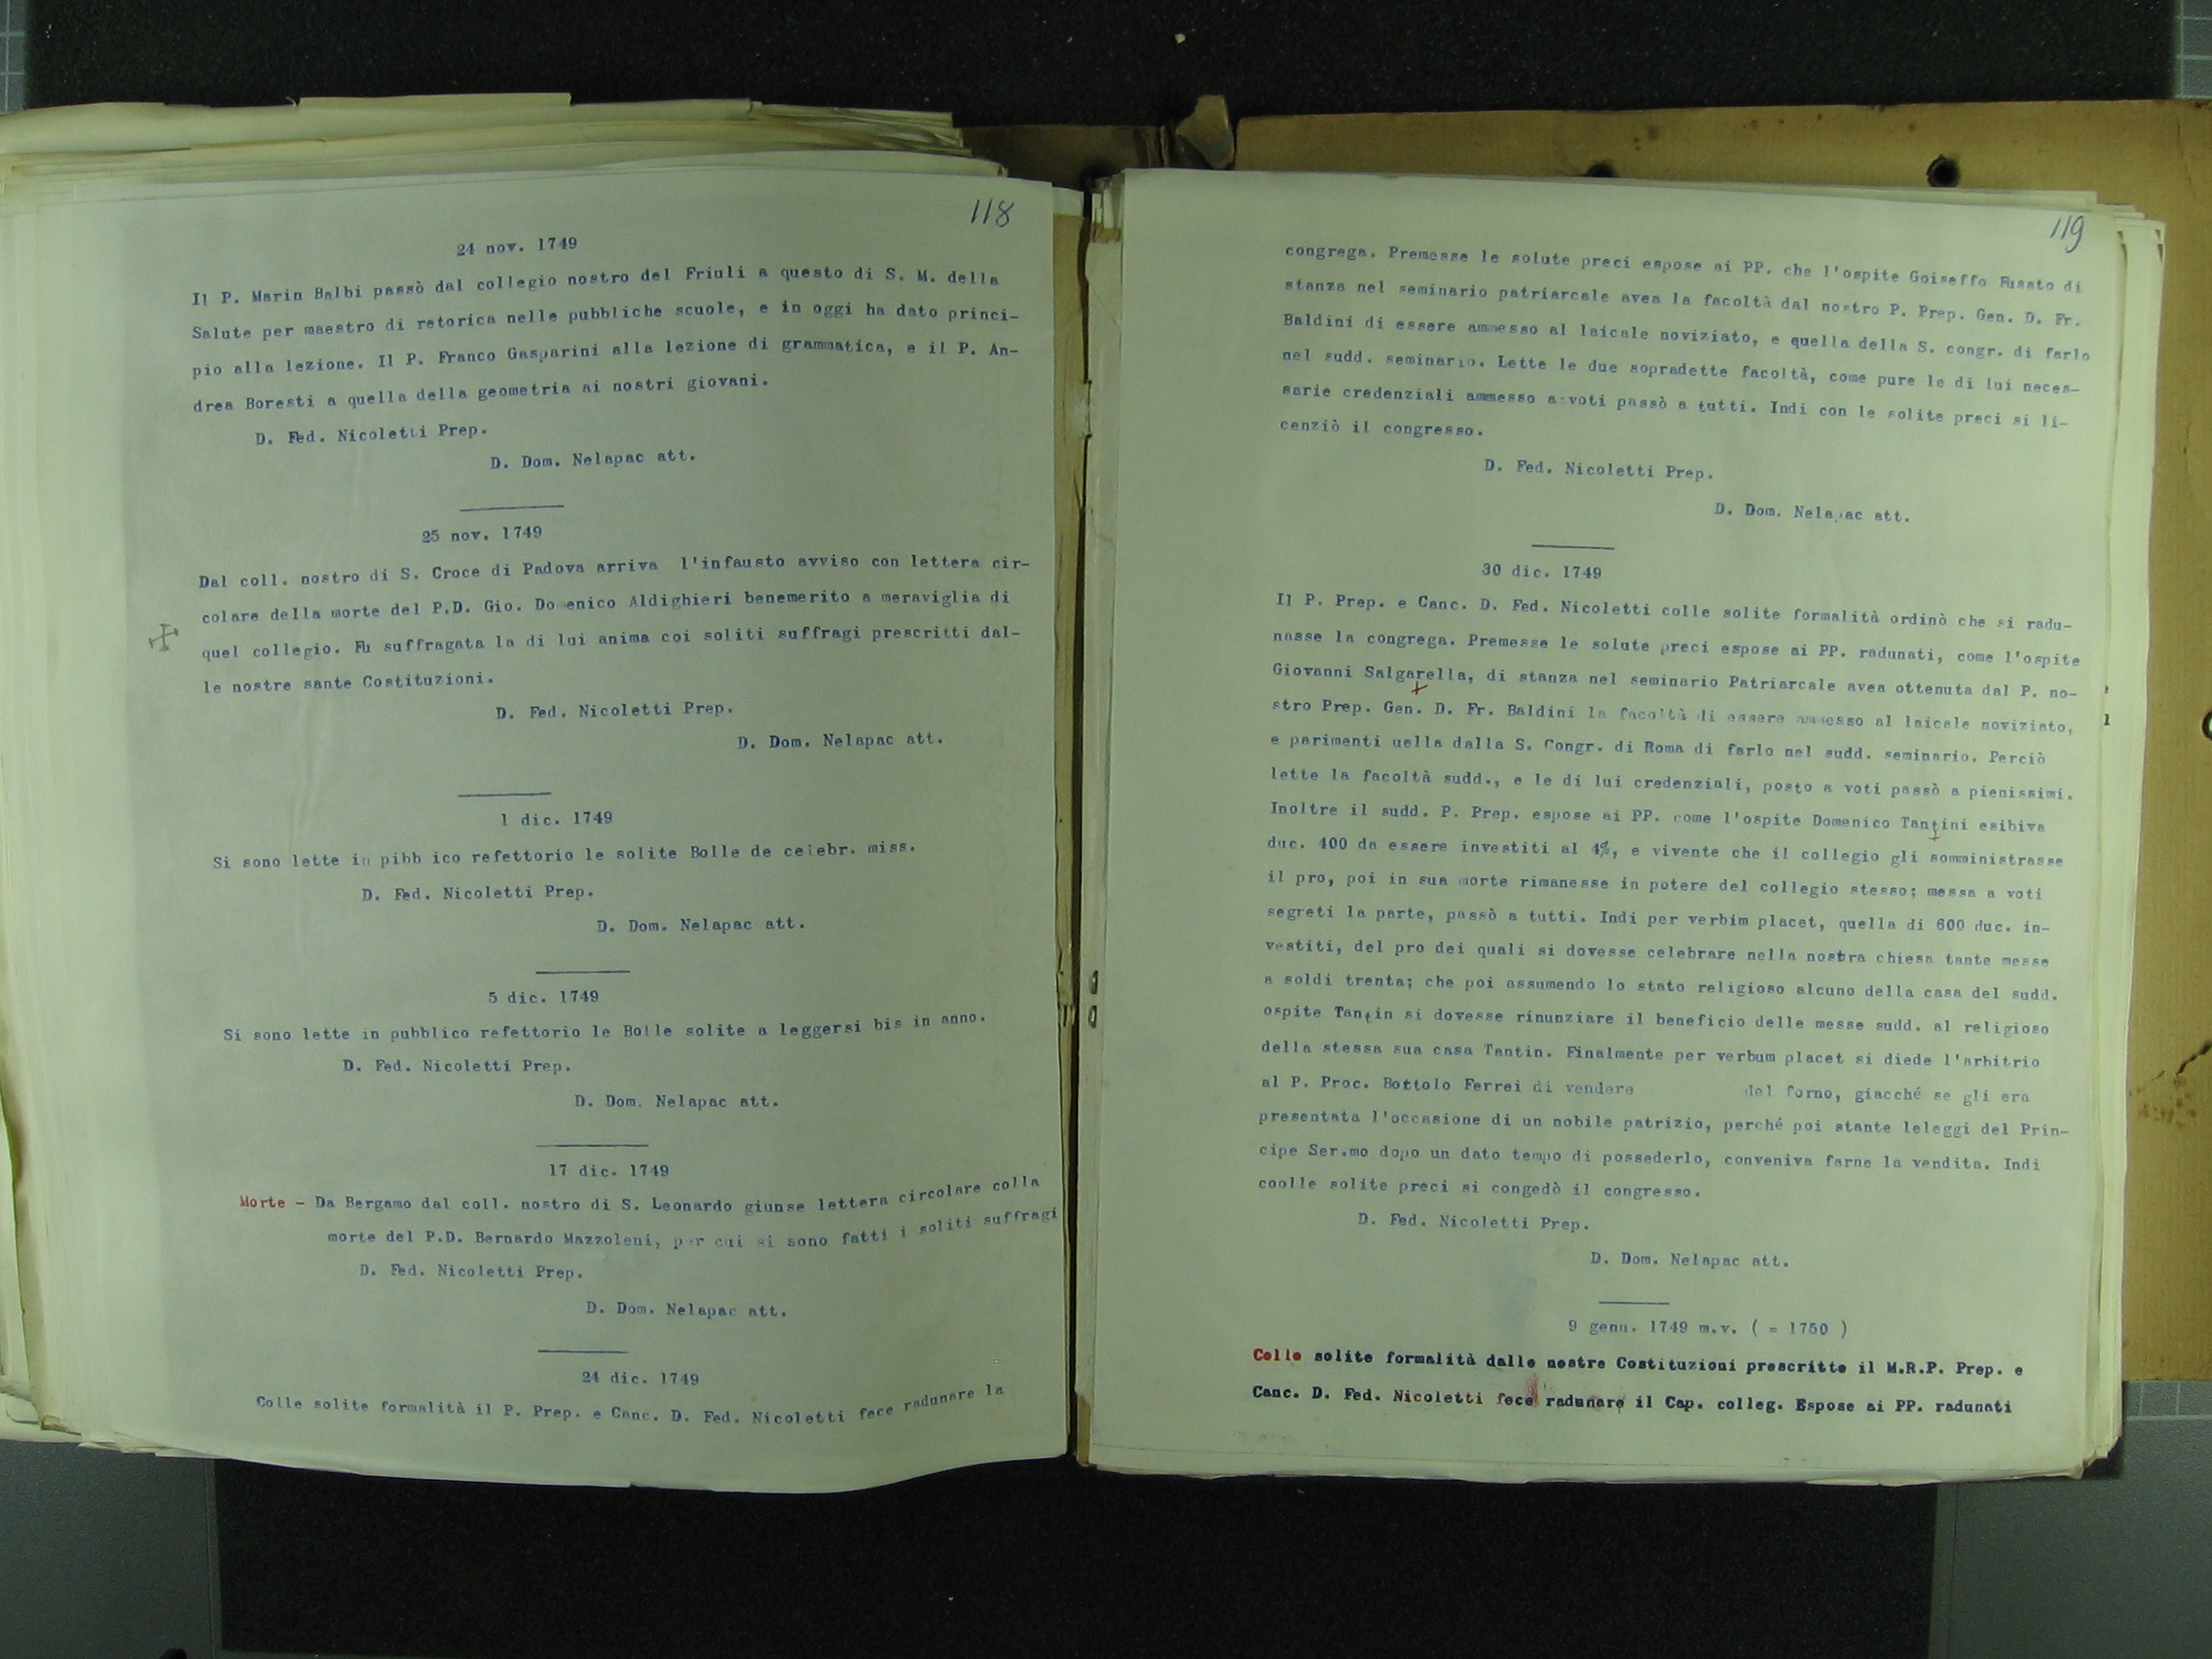 118
24 nov. 1749
Il P. Marin Balbi passò dal collegio nostro del Friuli a questo di S. M. della
Salute per maestro di retorica nelle pubbliche scuole, e in oggi ha dato princi-
pio alla lezione. Il P. Franco Gasparini alla lezione di grammatica, e il P. An-
drea Boresti a quella della geometria ai nostri giovani.
D. Fed. Nicoletti Prep.
D. Dom. Nelapac att.
25 nov. 1749
Dal coll. nostro di S. Croce di Padova arriva l'infausto avviso con lettera cir-
colare della morte del P.D. Gio. Domenico Aldighieri benemerito a meraviglia di
quel collegio. Fu suffragata la di lui anima coi soliti suffragi prescritti dal-
le nostre sante Costituzioni.
D. Fed. Nicoletti Prep.
D. Dom. Nelapac att.
1 dic. 1749
Si sono lette in pibb ico refettorio le solite Bolle de celebr. miss.
D. Fed. Nicoletti Prep.
D. Dom. Nelapac att.
5 dic. 1749
Si sono lette in pubblico refettorio le Bolle solite a leggersi bis in anno.
D. Fed. Nicoletti Prep.
D. Dom. Nelapac att.
17 dic. 1749
Morte - Da Bergamo dal coll. nostro di S. Leonardo giunse lettera circolare colla
morte del P.D. Bernardo Mazzoleni, per cui si sono fatti i soliti suffragi
D. Fed. Nicoletti Prep.
D. Dom. Nelapac att.
24 dic. 1749
Colle solite formalità il P. Prep. e Canc. D. Fed. Nicoletti fece radunare la
119
congrega. Premesse le solute preci espose ai PP. che l'ospite Goiseffo Fusato di
stanza nel seminario patriarcale avea la facoltà dal nostro P. Prep. Gen. D. Fr.
Baldini di essere ammesso al laicale noviziato, e quella della S. congr. di farlo
nel sudd. seminario. Lette le due sopradette facoltà, come pure le di lui neces-
sarie credenziali ammesso a voti passò a tutti. Indi con le solite preci si li-
cenziò il congresso.
D. Fed. Nicoletti Prep.
D. Dom. Nelapac att.
30 dic. 1749
Il P. Prep. e Canc. D. Fed. Nicoletti colle solite formalità ordinò che si radu-
nasse la congrega. Premesse le solute preci espose ai PP. radunati, come l'ospite
Giovanni Salgarella, di stanza nel seminario Patriarcale avea ottenuta dal P. no-
stro Prep. Gen. D. Fr. Baldini la facoltà di essere ammesso al laicale noviziato,
e parimenti uella dalla S. Congr. di Roma di farlo nel sudd. seminario. Perciò
lette la facoltà sudd., e le di lui credenziali, posto a voti passò a pienissimi.
Inoltre il sudd. P. Prep. espose ai PP. come l'ospite Domenico Tantini esibiva
duc. 400 da essere investiti al 4%, e vivente che il collegio gli somministrasse
il pro, poi in sua morte rimanesse in potere del collegio stesso; messa a voti
segreti la parte, passò a tutti. Indi per verbim placet, quella di 600 duc. in-
vestiti, del pro dei quali si dovesse celebrare nella nostra chiesa tante messe
a soldi trenta; che poi assumendo lo stato religioso alcuno della casa del sudd.
ospite Tantin si dovesse rinunziare il beneficio delle messe sudd. al religioso
della stessa sua casa Tantin. Finalmente per verbum placet si diede l'arbitrio
al P. Proc. Bottolo Ferrei di vendere del forno, giacché se gli era
presentata l'occasione di un nobile patrizio, perché poi stante leleggi del Prin-
cipe Ser.mo dopo un dato tempo di possederlo, conveniva farne la vendita. Indi
coolle solite preci si congedò il congresso.
D. Fed. Nicoletti Prep.
D. Dom. Nelapac att.
9 genn. 1749 m.v. ( = 1750 )
Colle solite formalità dalle nostre Costituzioni prescritte il M.R.P. Prep. e
Canc. D. Fed. Nicoletti fece radunare il Cap. colleg. Espose ai PP. radunati